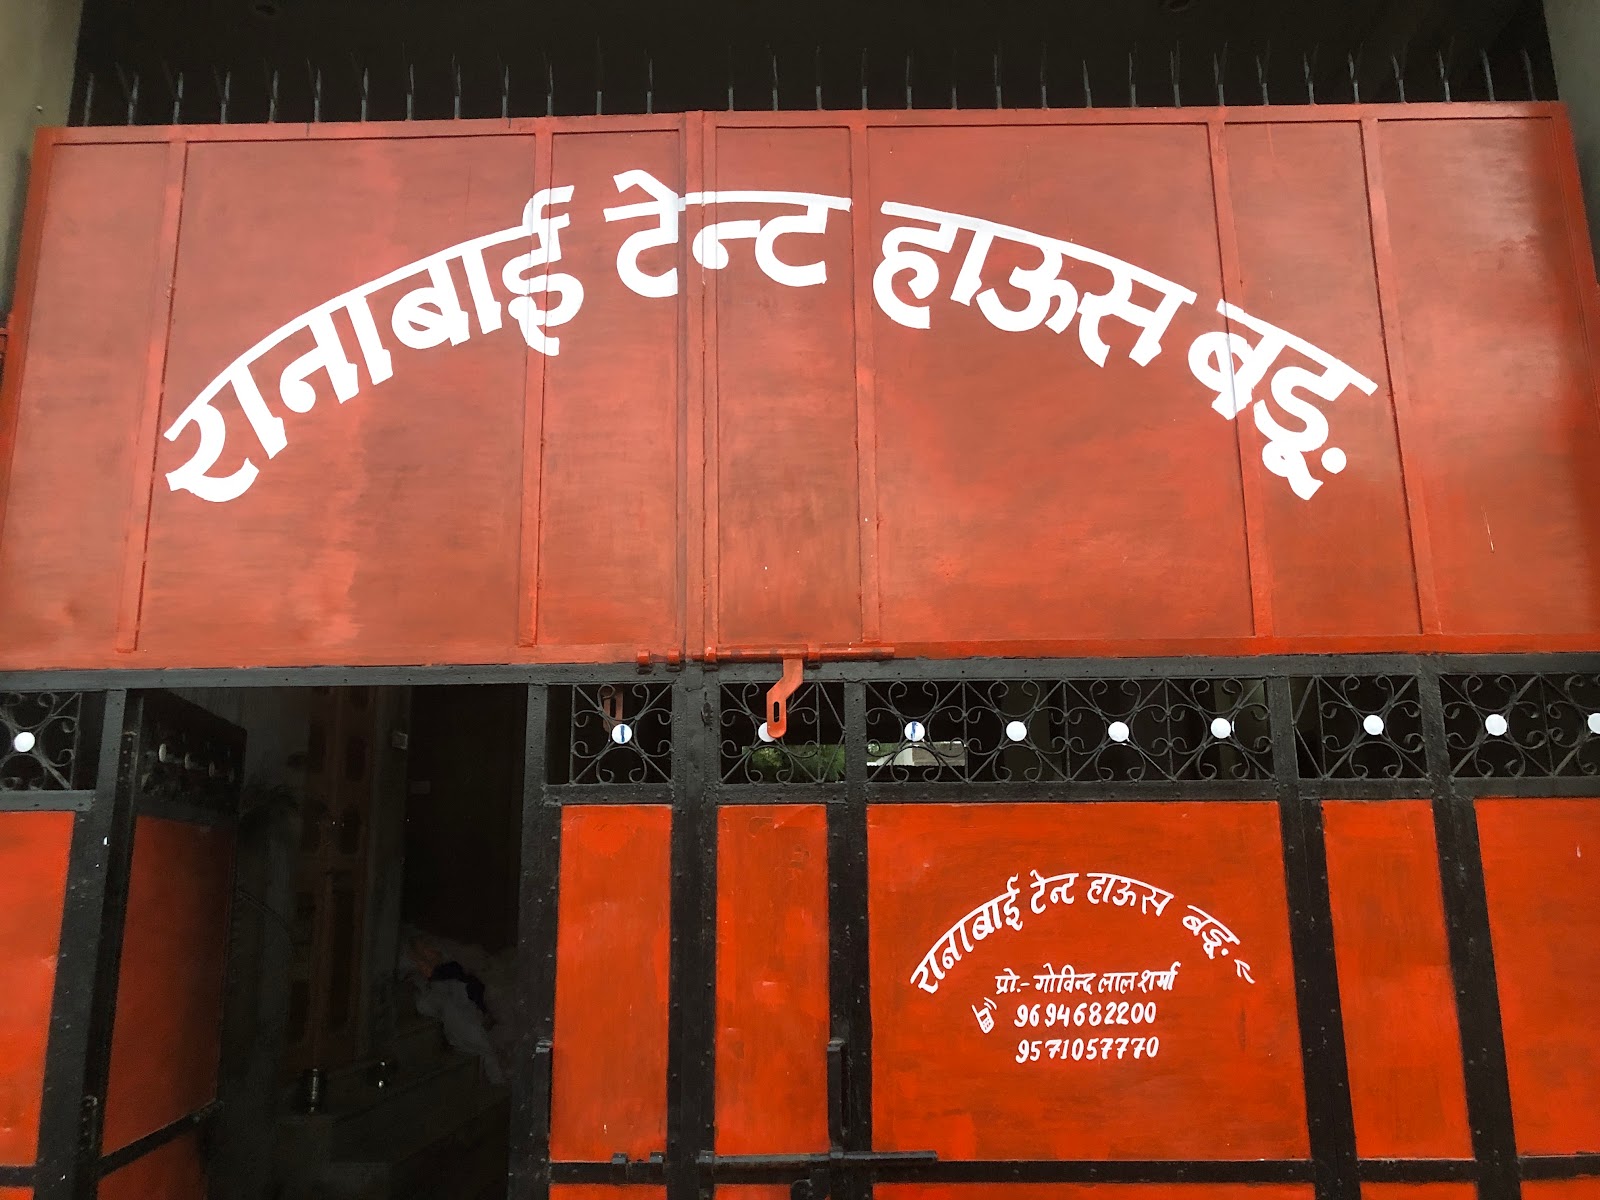 रानाबाई टेन्ट हाऊस बडू.
रानाबाई टेन्ट हाऊस बडू.
प्रो:- गोविन्द लाल शर्मा
9694682200
9571057770